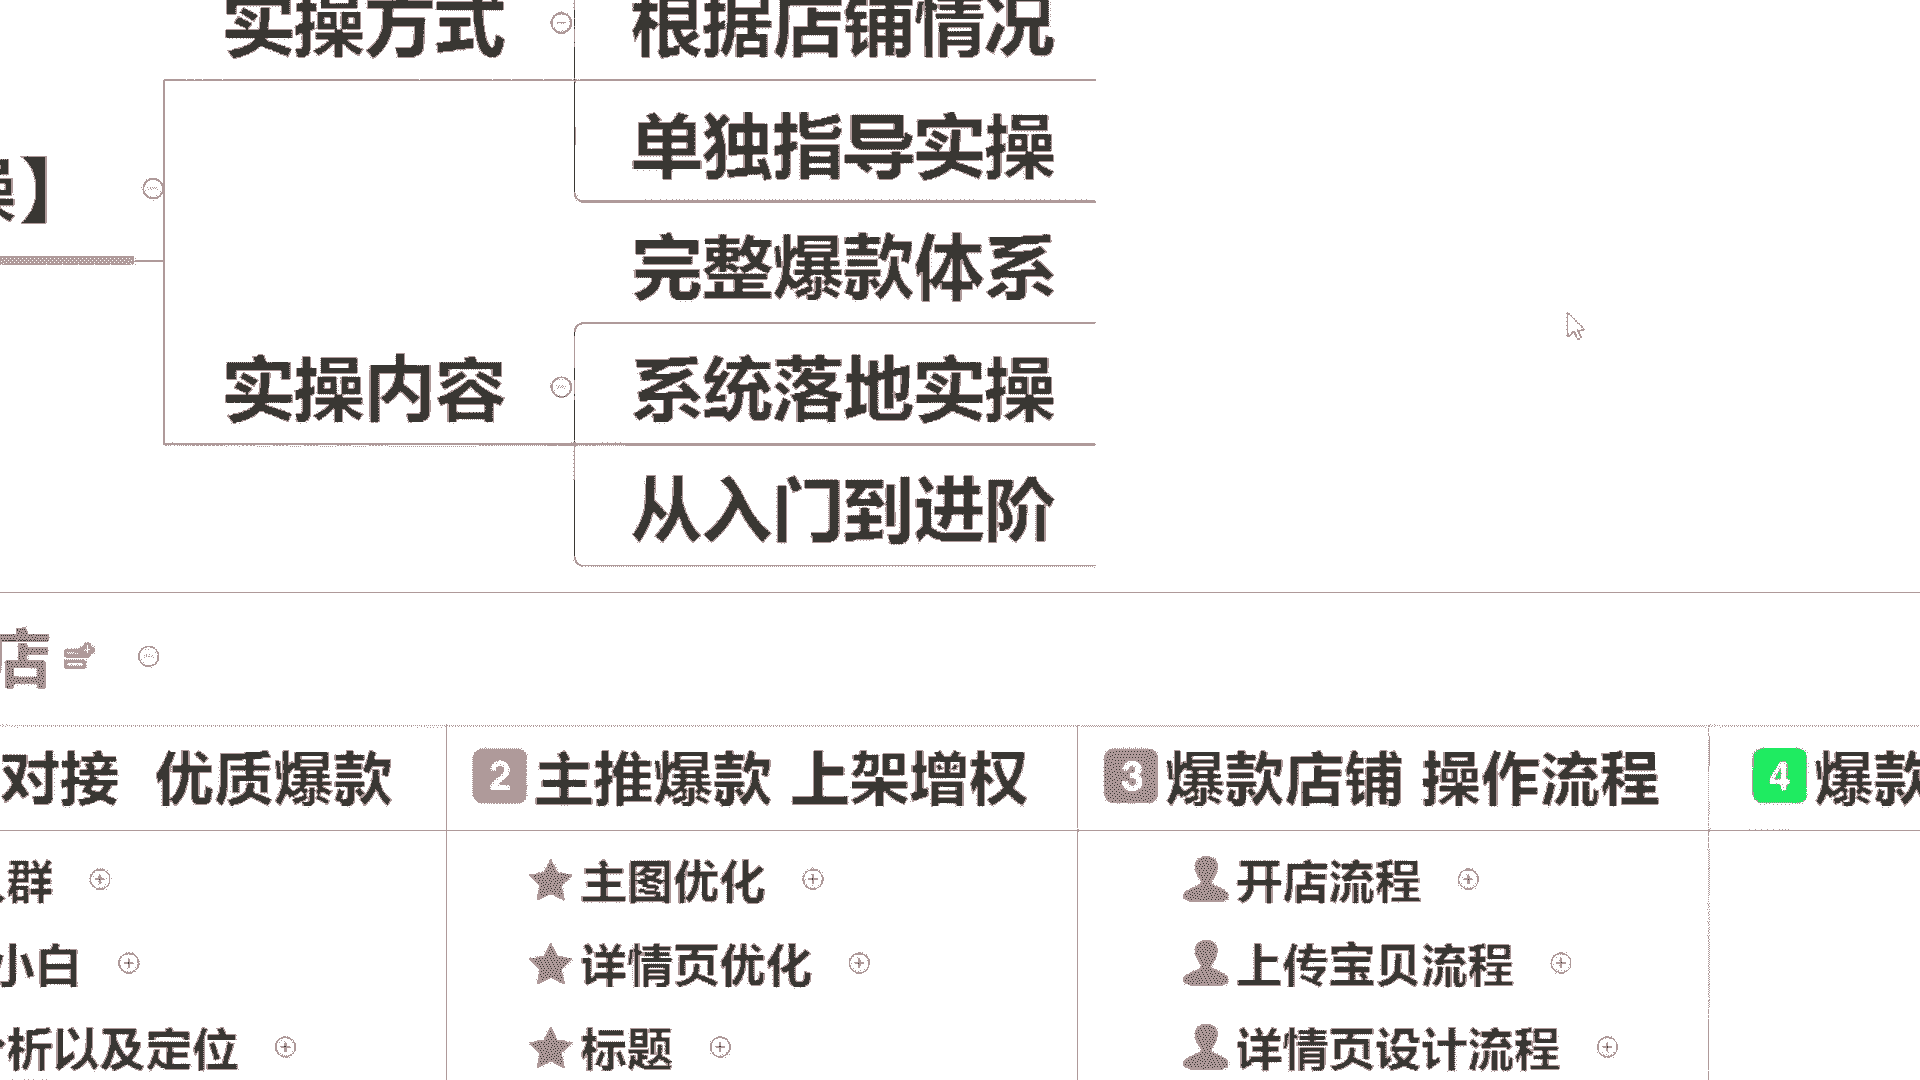 实操方式
根据店铺情况
单独指导实操
操】
完整爆款体系
实操内容
系统落地实操
从入门到进阶
店
对接 优质爆款
2 主推爆款 上架增权
3 爆款店铺 操作流程
4 爆款
人群
主图优化
开店流程
小白
详情页优化
上传宝贝流程
分析以及定位
标题
详情页设计流程